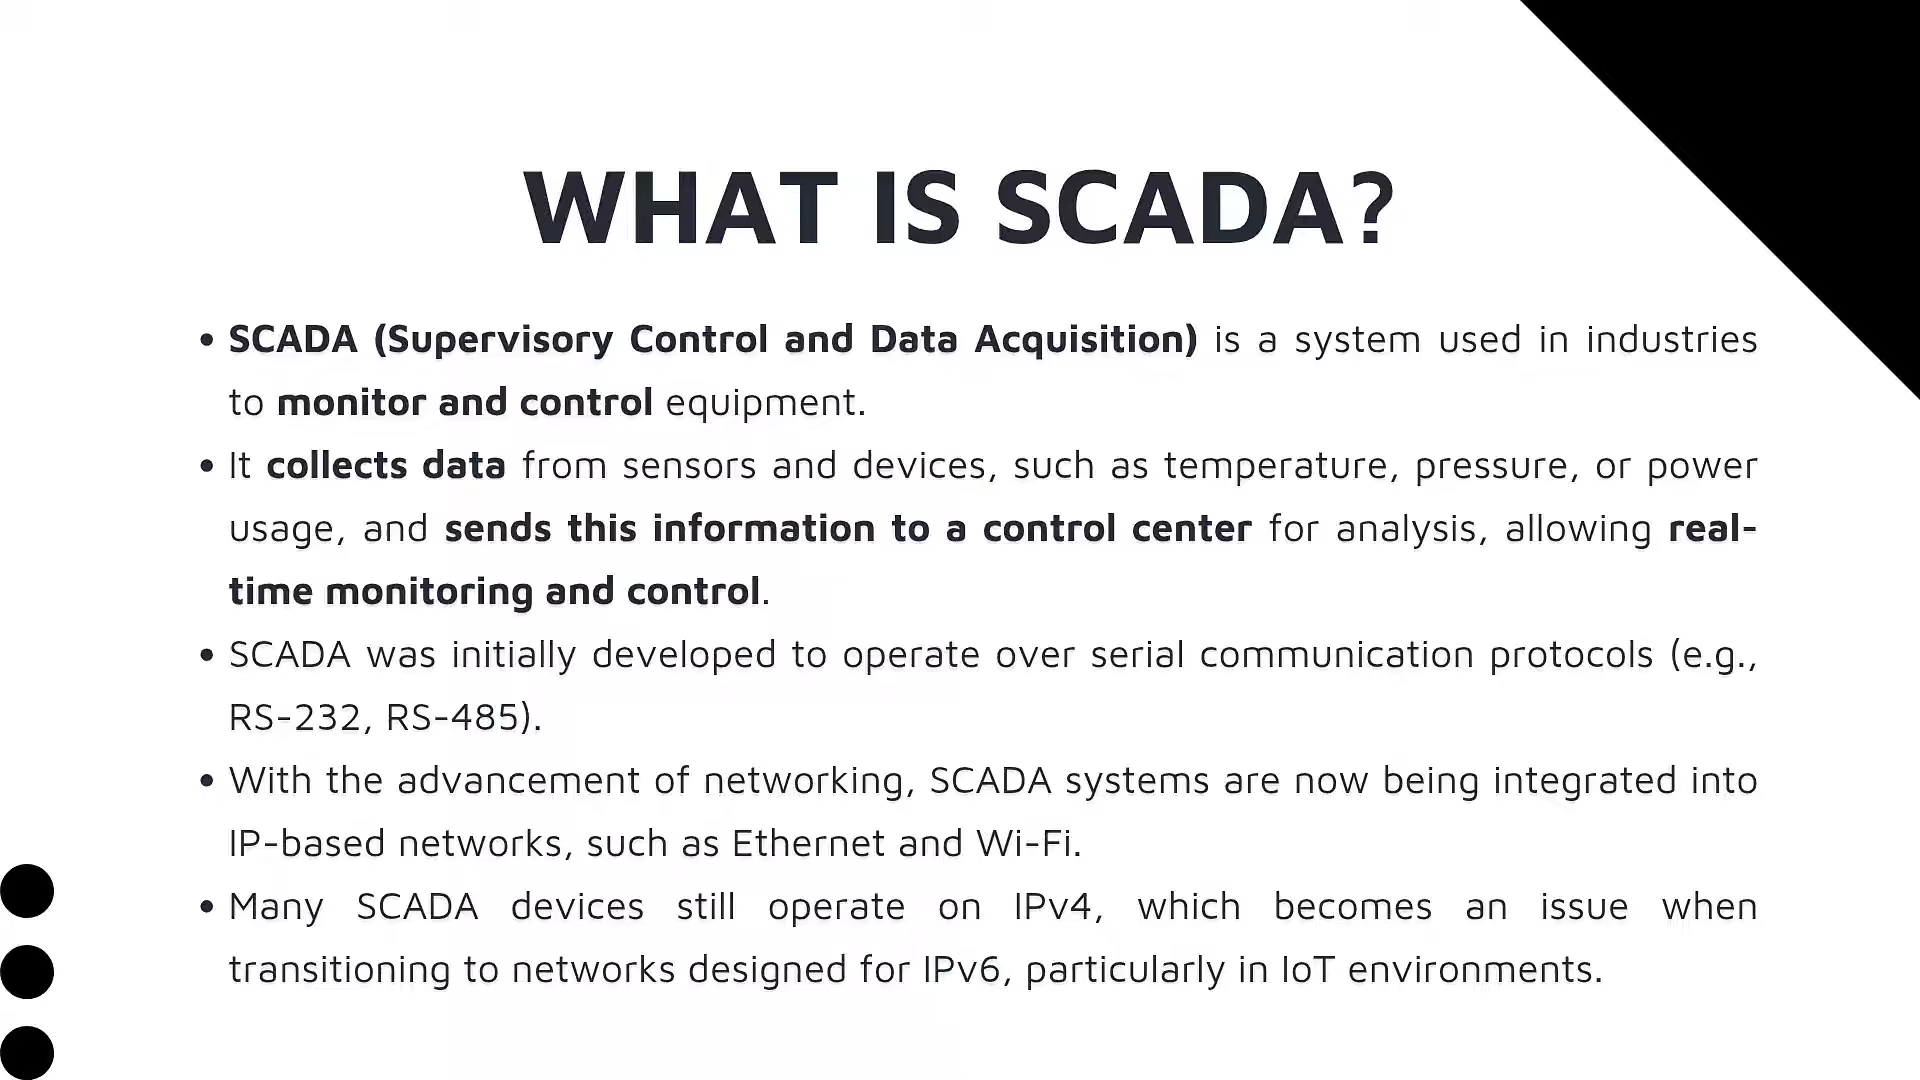 WHAT IS SCADA?
• SCADA (Supervisory Control and Data Acquisition) is a system used in industries
to monitor and control equipment.
• It collects data from sensors and devices, such as temperature, pressure, or power
usage, and sends this information to a control center for analysis, allowing real-
time monitoring and control.
• SCADA was initially developed to operate over serial communication protocols (e.g.,
RS-232, RS-485).
• With the advancement of networking, SCADA systems are now being integrated into
IP-based networks, such as Ethernet and Wi-Fi.
• Many SCADA devices still operate on IPv4, which becomes an issue when
transitioning to networks designed for IPv6, particularly in IoT environments.